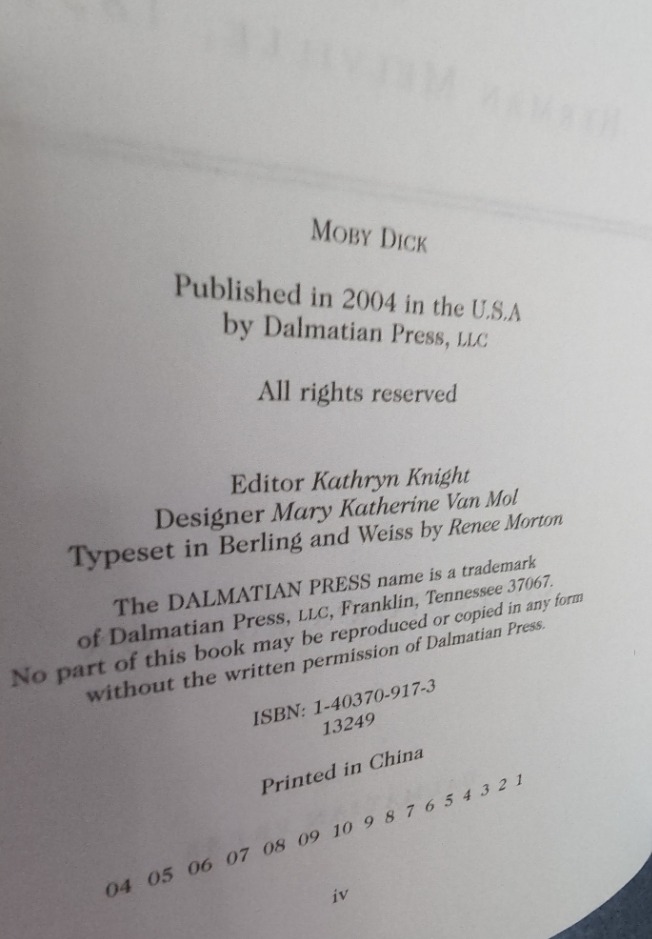 MOBY DICK
Published in 2004 in the U.S.A
by Dalmatian Press, LLC
All rights reserved
Editor Kathryn Knight
Designer Mary Katherine Van Mol
Typeset in Berling and Weiss by Renee Morton
The DALMATIAN PRESS name is a trademark
of Dalmatian Press, LLC, Franklin, Tennessee 37067.
No part of this book may be reproduced or copied in any form
without the written permission of Dalmatian Press.
ISBN: 1-40370-917-3
13249
Printed in China
04 05 06 07 08 09 10 9 8 7 6 5 4 3 2 1
iv